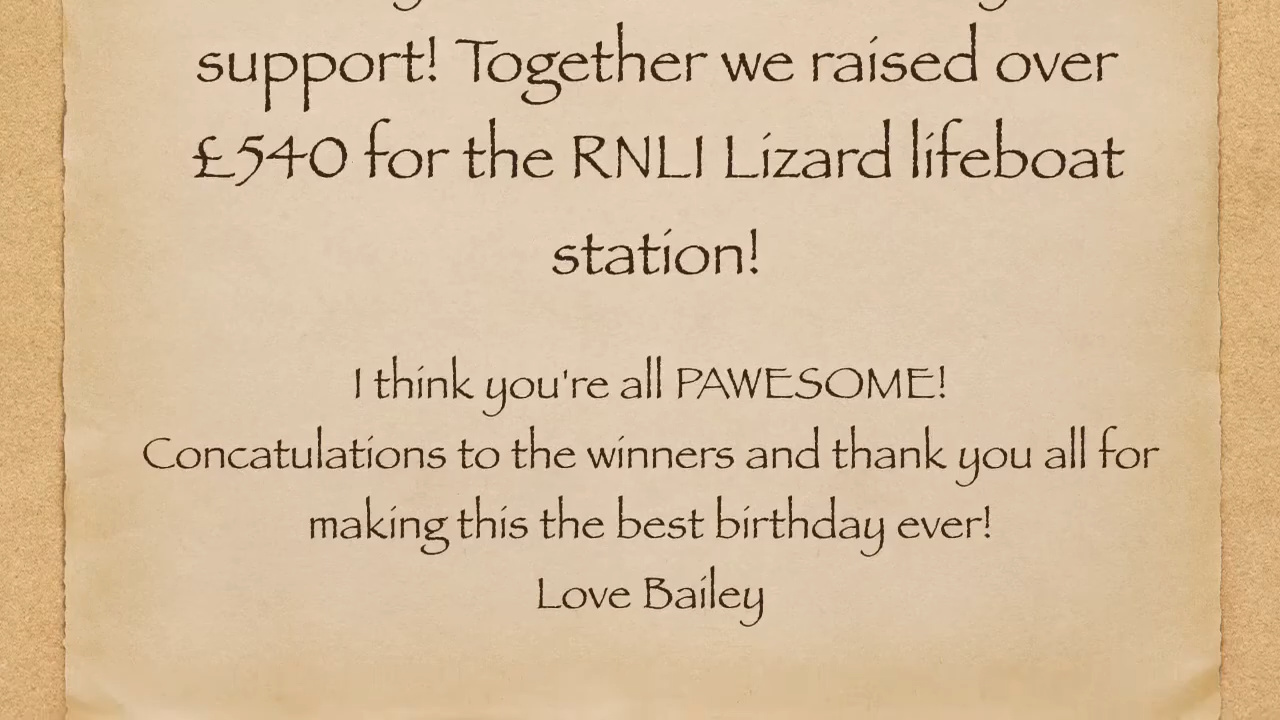 support! Together we raised over
£540 for the RNLI Lizard lifeboat
station!
I think you're all PAWESOME!
Concatulations to the winners and thank you all for
making this the best birthday ever!
Love Bailey